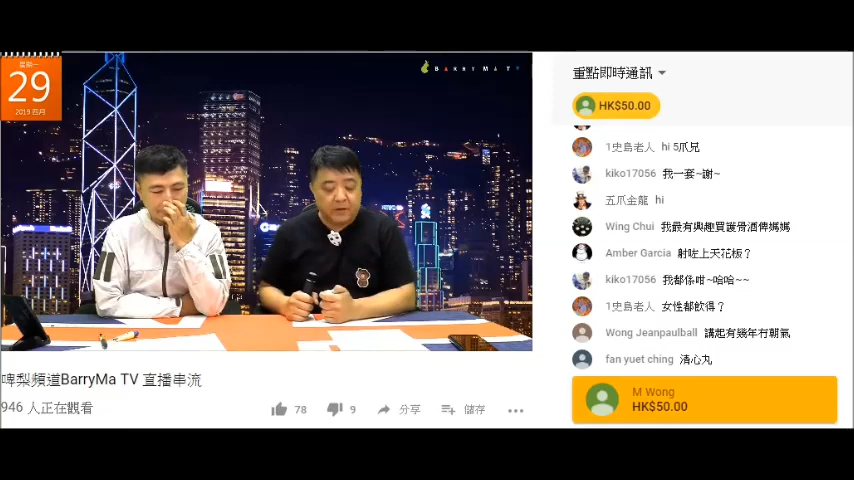 星期一
29
2019 四月
BARRYMA TV
啤梨頻道BarryMa TV 直播串流
946 人正在觀看
78
9
分享
儲存
重點即時通訊
HK$50.00
1史島老人 hi 5爪兄
kiko17056 我一套~謝~
五爪金龍 hi
Wing Chui 我最有興趣買護骨酒俾媽媽
Amber Garcia 射咗上天花板？
kiko17056 我都係咁~哈哈~~
1史島老人 女性都飲得？
Wong Jeanpaulball 講起有幾年冇朝氣
fan yuet ching 清心丸
M Wong
HK$50.00